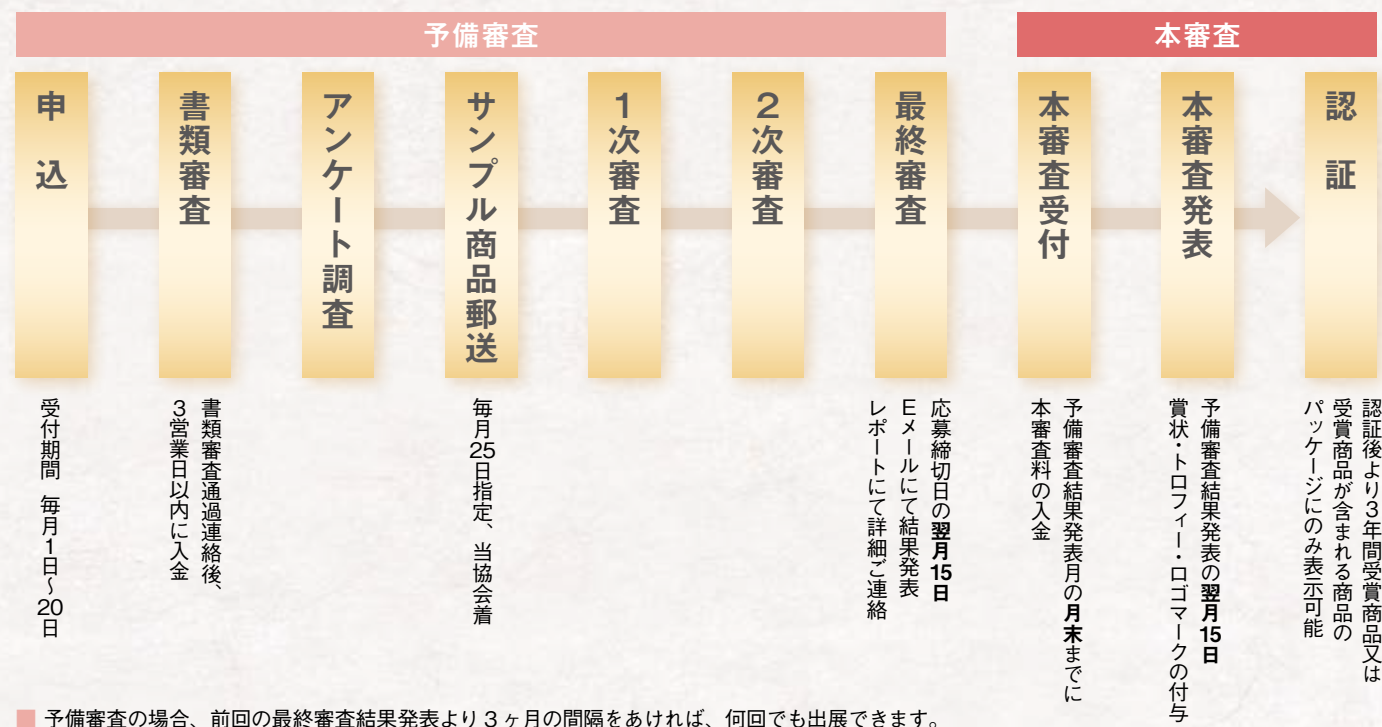 予備審査
本審査
申込
書類審査
アンケート調査
サンプル商品郵送
1次審査
2次審査
最終審査
本審査受付
本審査発表
認証
受付期間 毎月1日〜20日
書類審査通過連絡後、
3営業日以内に入金
毎月25日指定、当協会着
応募締切日の翌月15日
Eメールにて結果発表
レポートにて詳細ご連絡
予備審査結果発表月の月末までに
本審査料の入金
予備審査結果発表の翌月15日
賞状・トロフィー・ロゴマークの付与
認証後より3年間受賞商品又は
受賞商品が含まれる商品の
パッケージにのみ表示可能
■ 予備審査の場合、前回の最終審査結果発表より3ヶ月の間隔をあければ、何回でも出展できます。